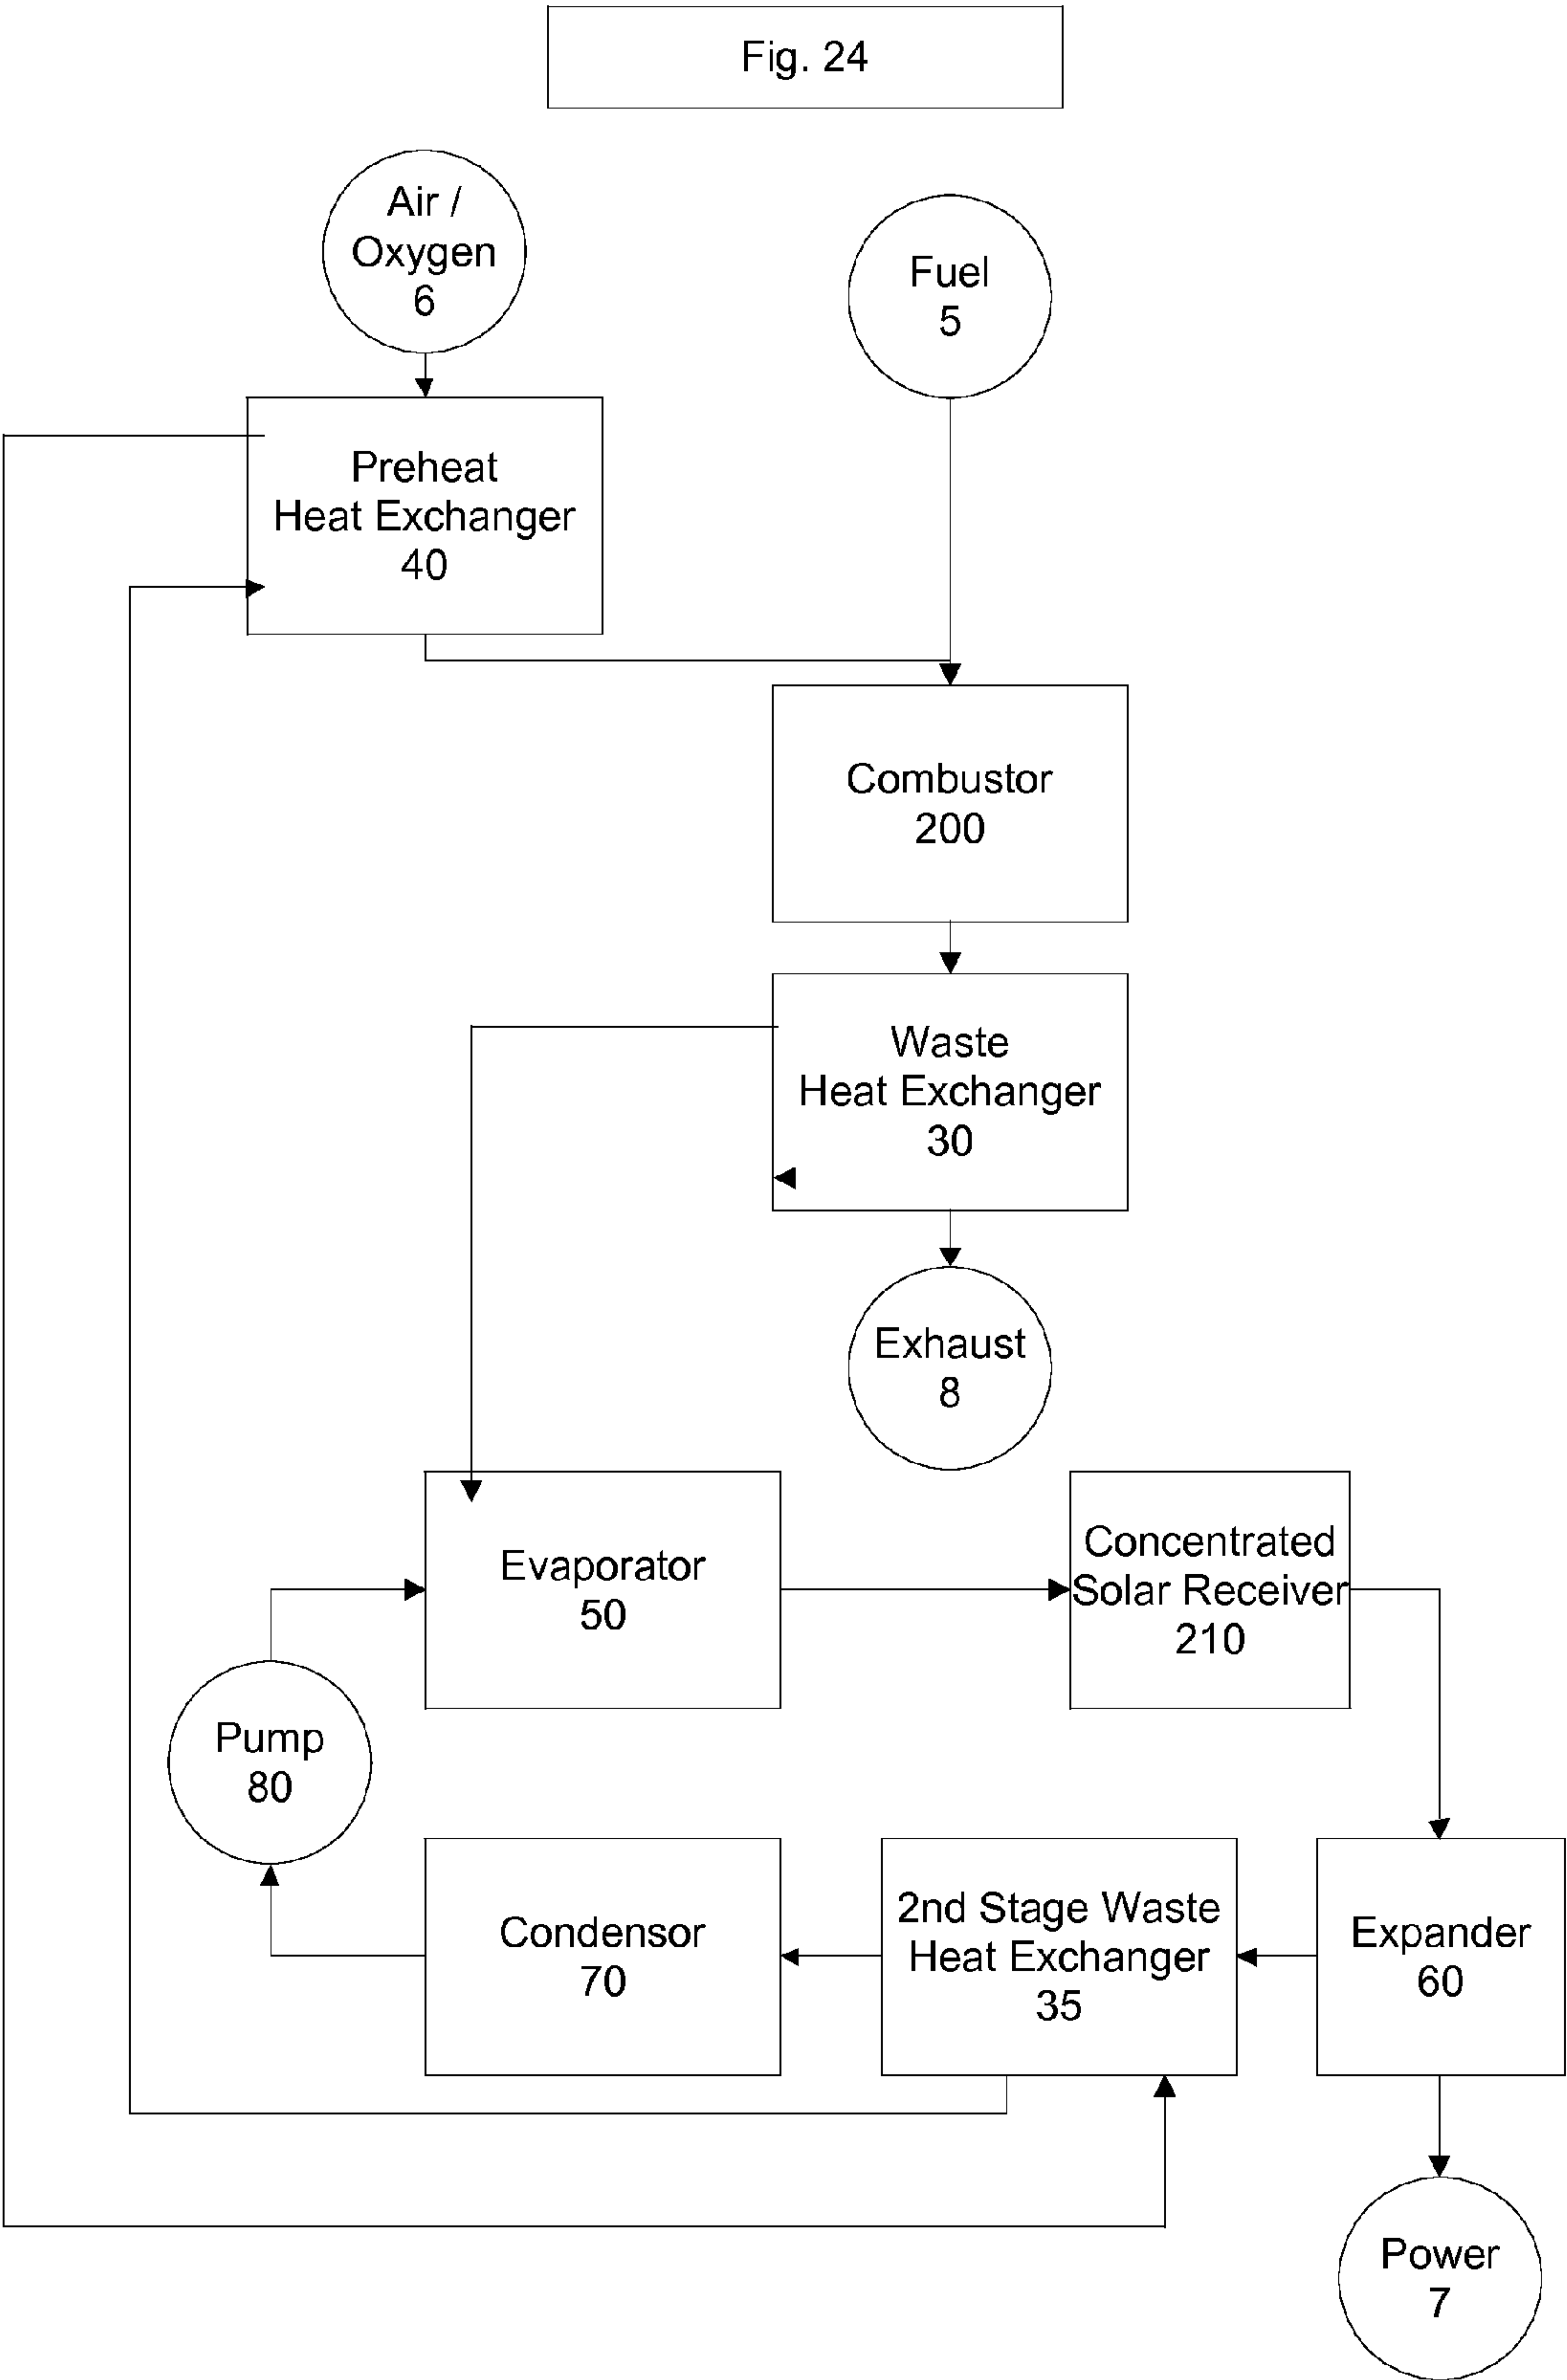 Fig. 24
Air /
Oxygen
6
Fuel
5
Preheat
Heat Exchanger
40
Combustor
200
Waste
Heat Exchanger
30
Exhaust
8
Evaporator
50
Concentrated
Solar Receiver
210
Pump
80
Condensor
70
2nd Stage Waste
Heat Exchanger
35
Expander
60
Power
7